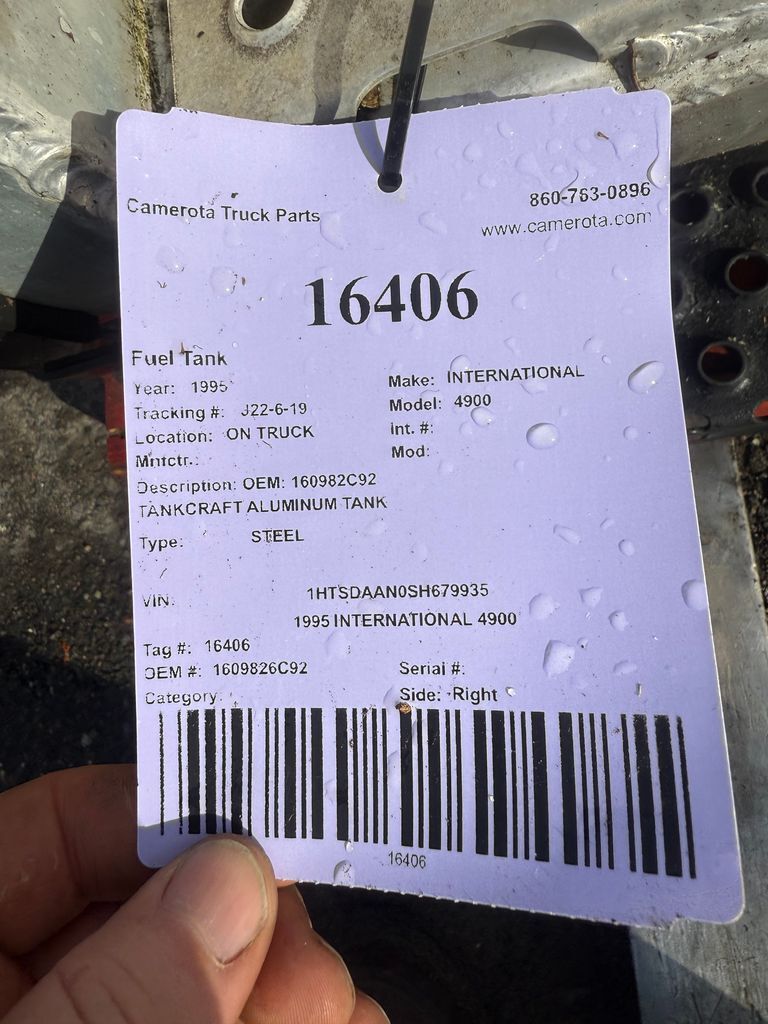 Camerota Truck Parts
860-763-0896
www.camerota.com
16406
Fuel Tank
Year: 1995
Make: INTERNATIONAL
Tracking #: J22-6-19
Model: 4900
Location: ON TRUCK
Int. #:
Mnfctr.:
Mod:
Description: OEM: 160982C92
TANKCRAFT ALUMINUM TANK
Type: STEEL
VIN: 1HTSDAAN0SH679935
1995 INTERNATIONAL 4900
Tag #: 16406
OEM #: 1609826C92
Serial #:
Category:
Side: Right
16406